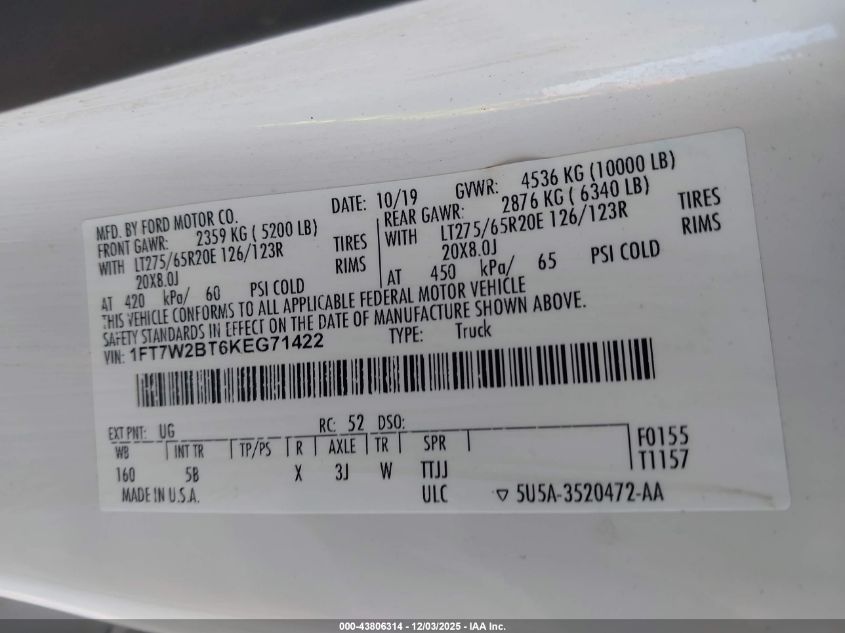 MFD. BY FORD MOTOR CO. DATE: 10/19 GVWR: 4536 KG (10000 LB)
FRONT GAWR: 2359 KG ( 5200 LB) REAR GAWR: 2876 KG ( 6340 LB)
WITH LT275/65R20E 126/123R TIRES WITH LT275/65R20E 126/123R TIRES
20X8.0J RIMS 20X8.0J RIMS
AT 420 kPa/ 60 PSI COLD AT 450 kPa/ 65 PSI COLD
THIS VEHICLE CONFORMS TO ALL APPLICABLE FEDERAL MOTOR VEHICLE
SAFETY STANDARDS IN EFFECT ON THE DATE OF MANUFACTURE SHOWN ABOVE.
VIN: 1FT7W2BT6KEG71422 TYPE: Truck
EXT PNT: UG RC: 52 DSO:
WB INT TR TP/PS R AXLE TR SPR F0155
160 5B X 3J W TTJJ T1157
MADE IN U.S.A. ULC ▽ 5U5A-3520472-AA
000-43806314 - 12/03/2025 - IAA Inc.